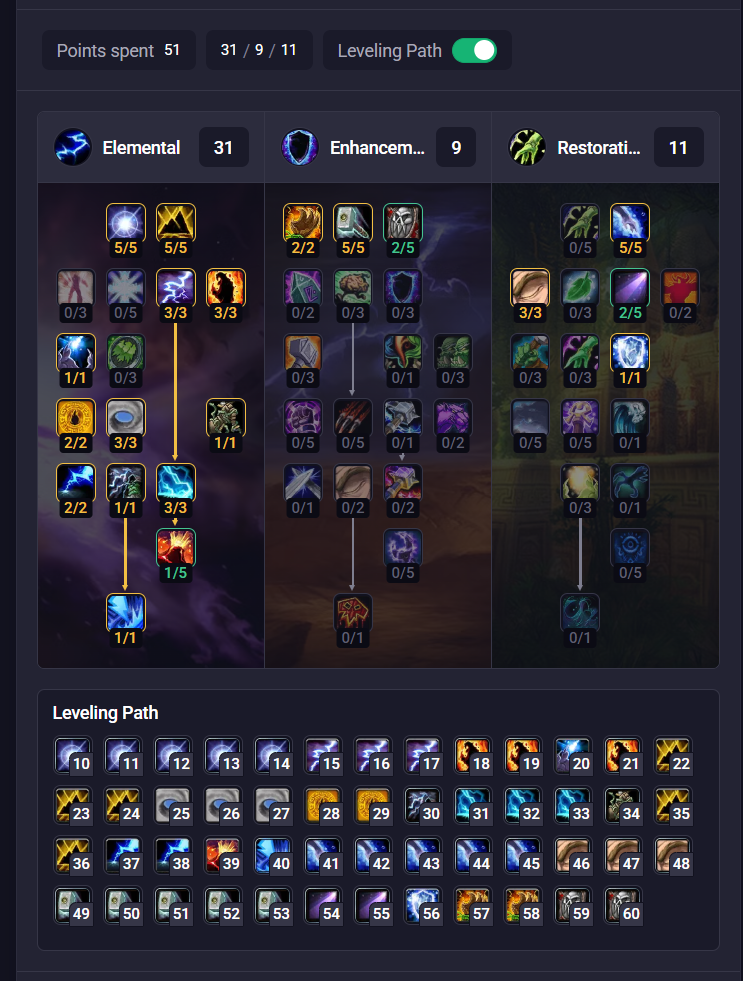 Points spent 51 31 / 9 / 11 Leveling Path
Elemental 31 Enhancem... 9 Restorati... 11
5/5 5/5 2/2 5/5 2/5 0/5 5/5
0/3 0/5 3/3 3/3 0/2 0/3 0/3 3/3 0/3 2/5 0/2
1/1 0/3 0/3 0/1 0/3 0/3 0/3 1/1
2/2 3/3 1/1 0/5 0/5 0/1 0/2 0/5 0/5 0/1
2/2 1/1 3/3 0/1 0/2 0/2 0/3 0/1
1/5 0/5 0/5
1/1 0/1 0/1
Leveling Path
10 11 12 13 14 15 16 17 18 19 20 21 22
23 24 25 26 27 28 29 30 31 32 33 34 35
36 37 38 39 40 41 42 43 44 45 46 47 48
49 50 51 52 53 54 55 56 57 58 59 60